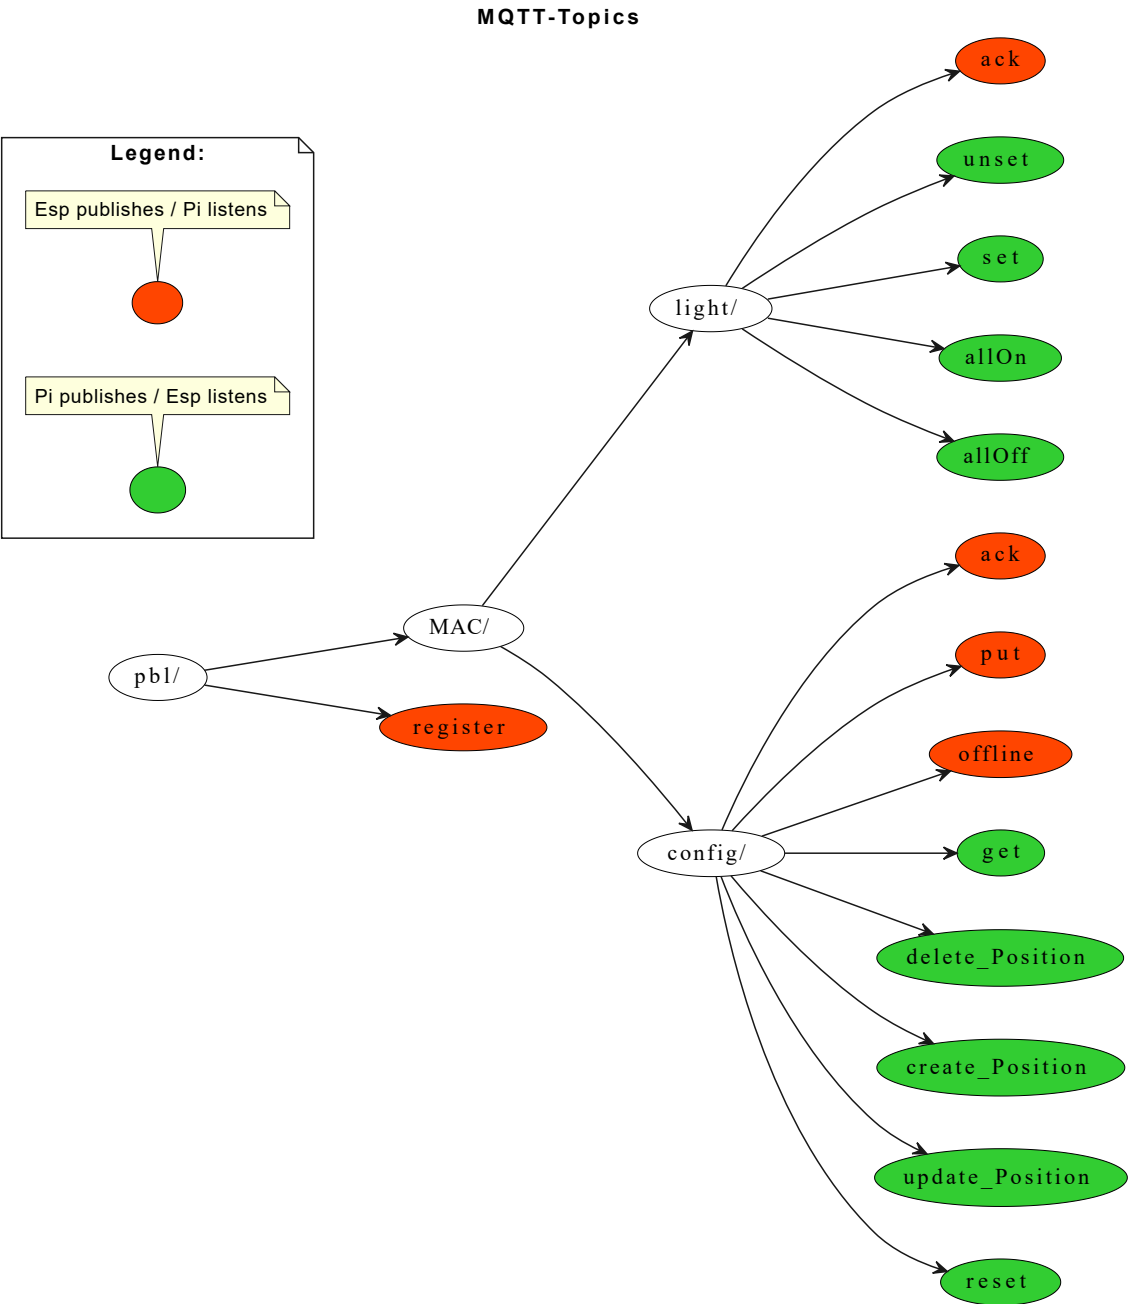 MQTT-Topics
Legend:
Esp publishes / Pi listens
Pi publishes / Esp listens
pbl/
MAC/
register
light/
ack
unset
set
allOn
allOff
config/
ack
put
offline
get
delete_Position
create_Position
update_Position
reset